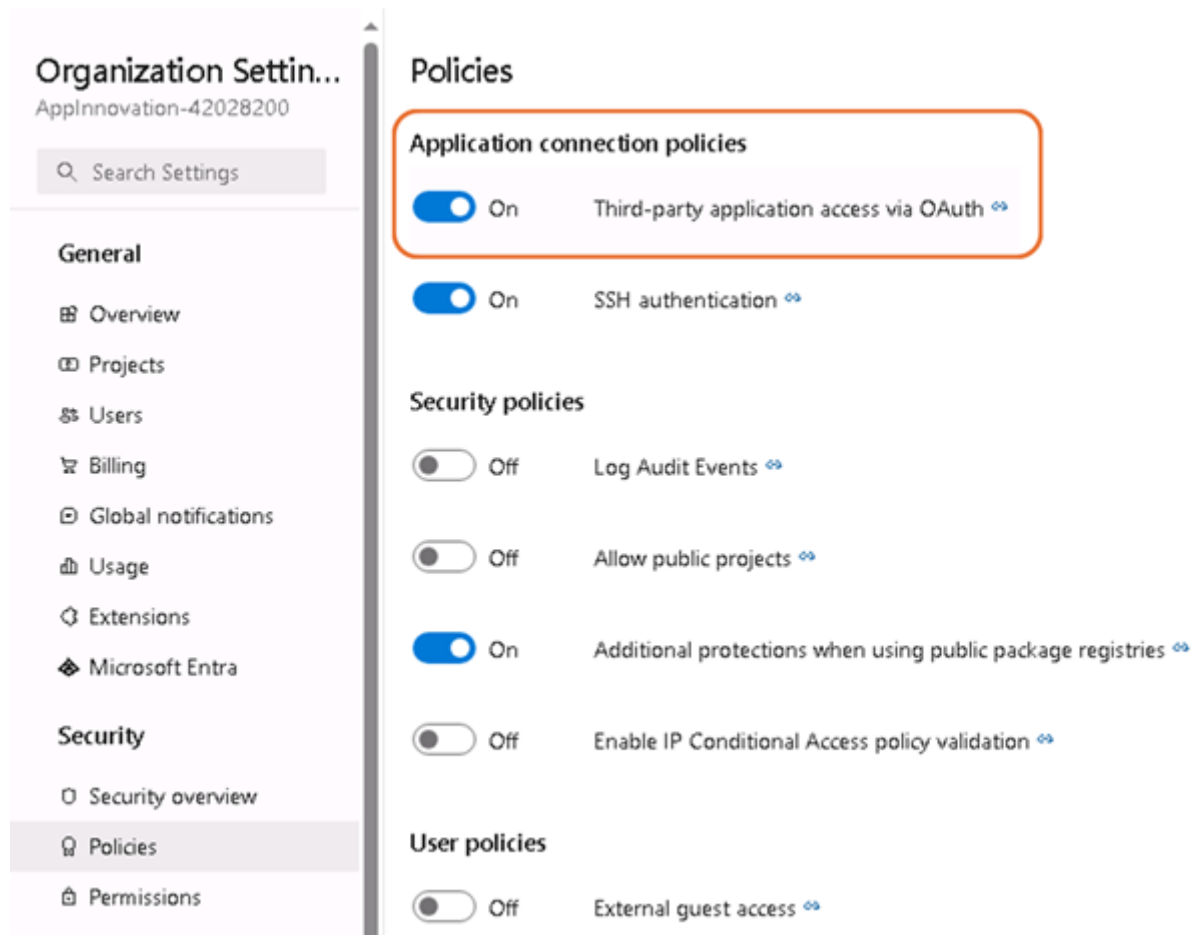 Organization Settin...
AppInnovation-42028200
Search Settings
General
Overview
Projects
Users
Billing
Global notifications
Usage
Extensions
Microsoft Entra
Security
Security overview
Policies
Permissions
Policies
Application connection policies
On Third-party application access via OAuth
On SSH authentication
Security policies
Off Log Audit Events
Off Allow public projects
On Additional protections when using public package registries
Off Enable IP Conditional Access policy validation
User policies
Off External guest access